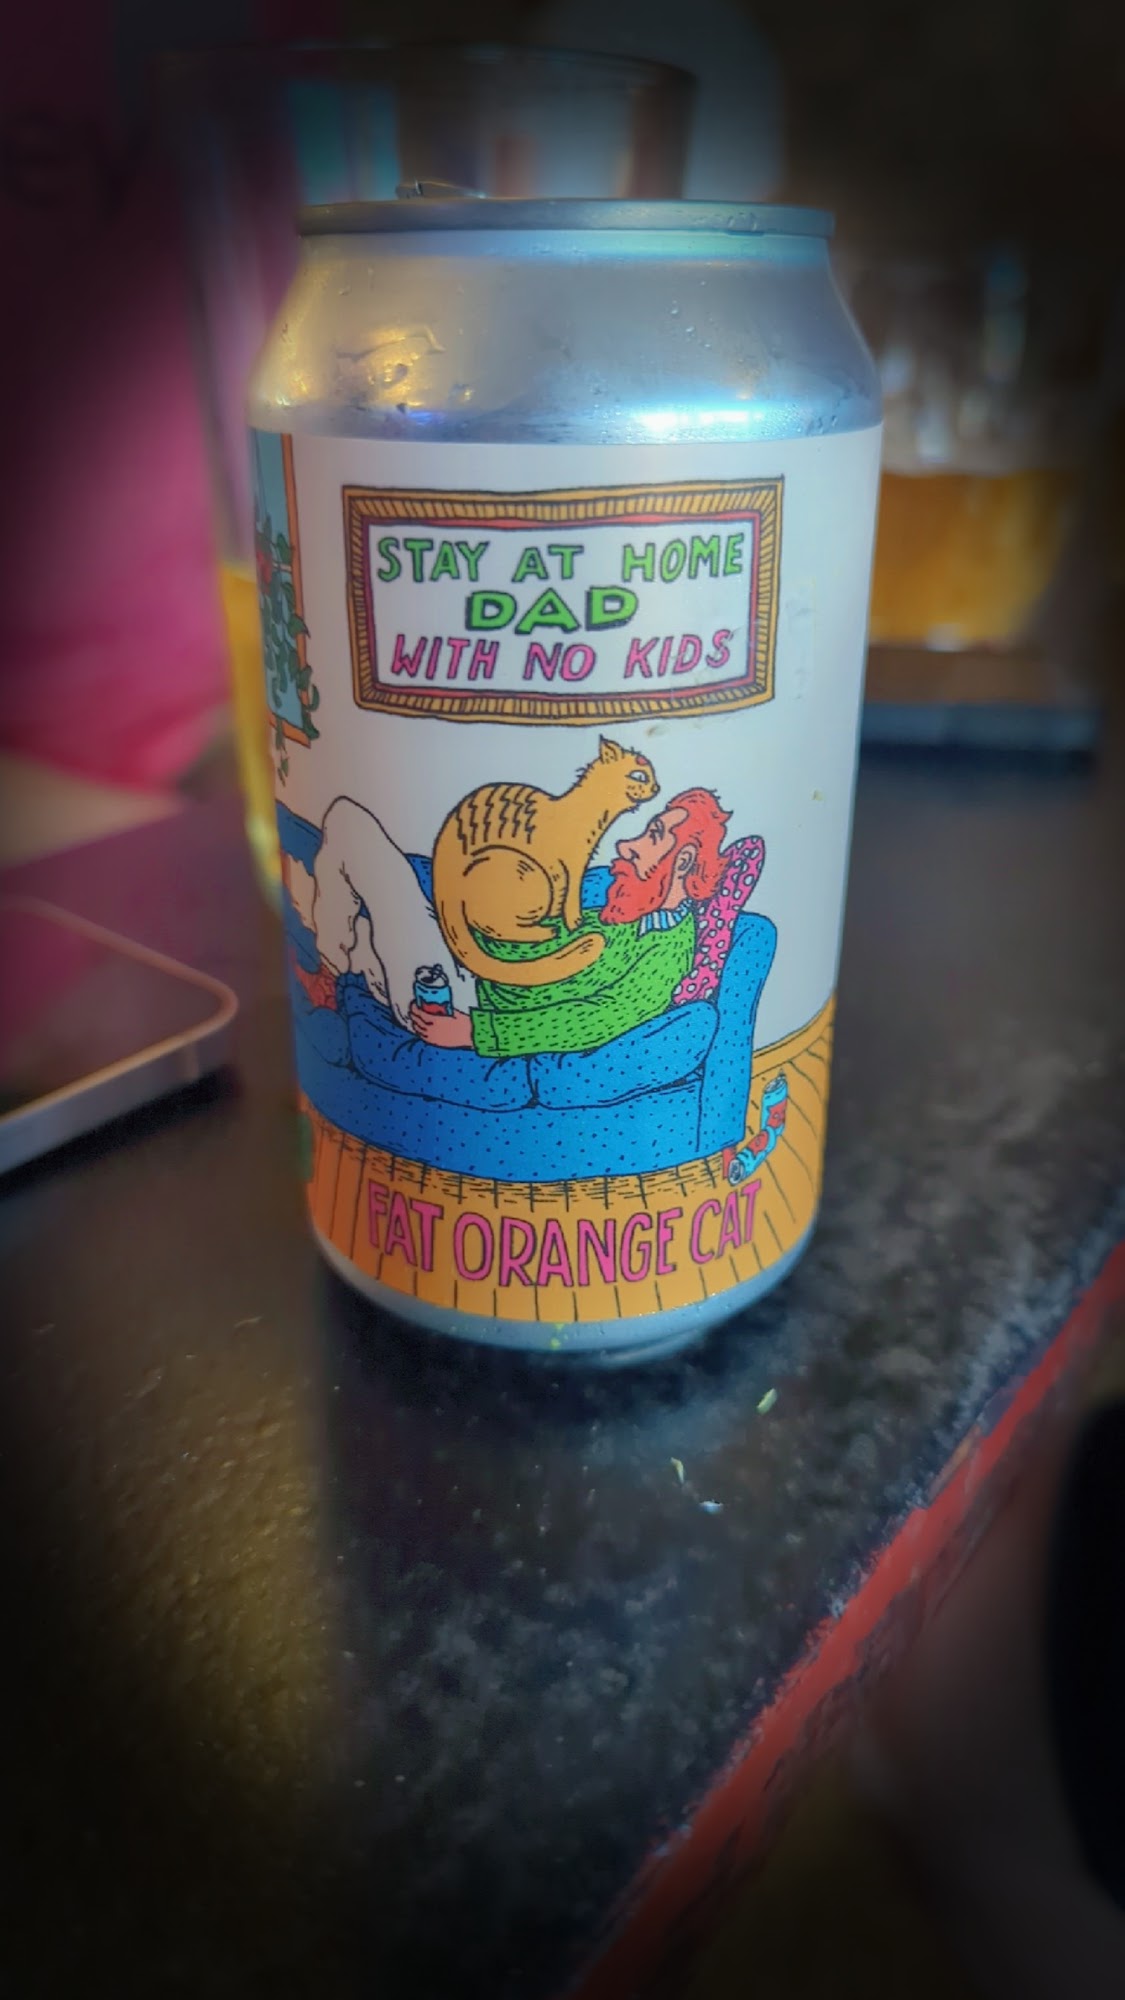 STAY AT HOME
DAD
WITH NO KIDS
FAT ORANGE CAT